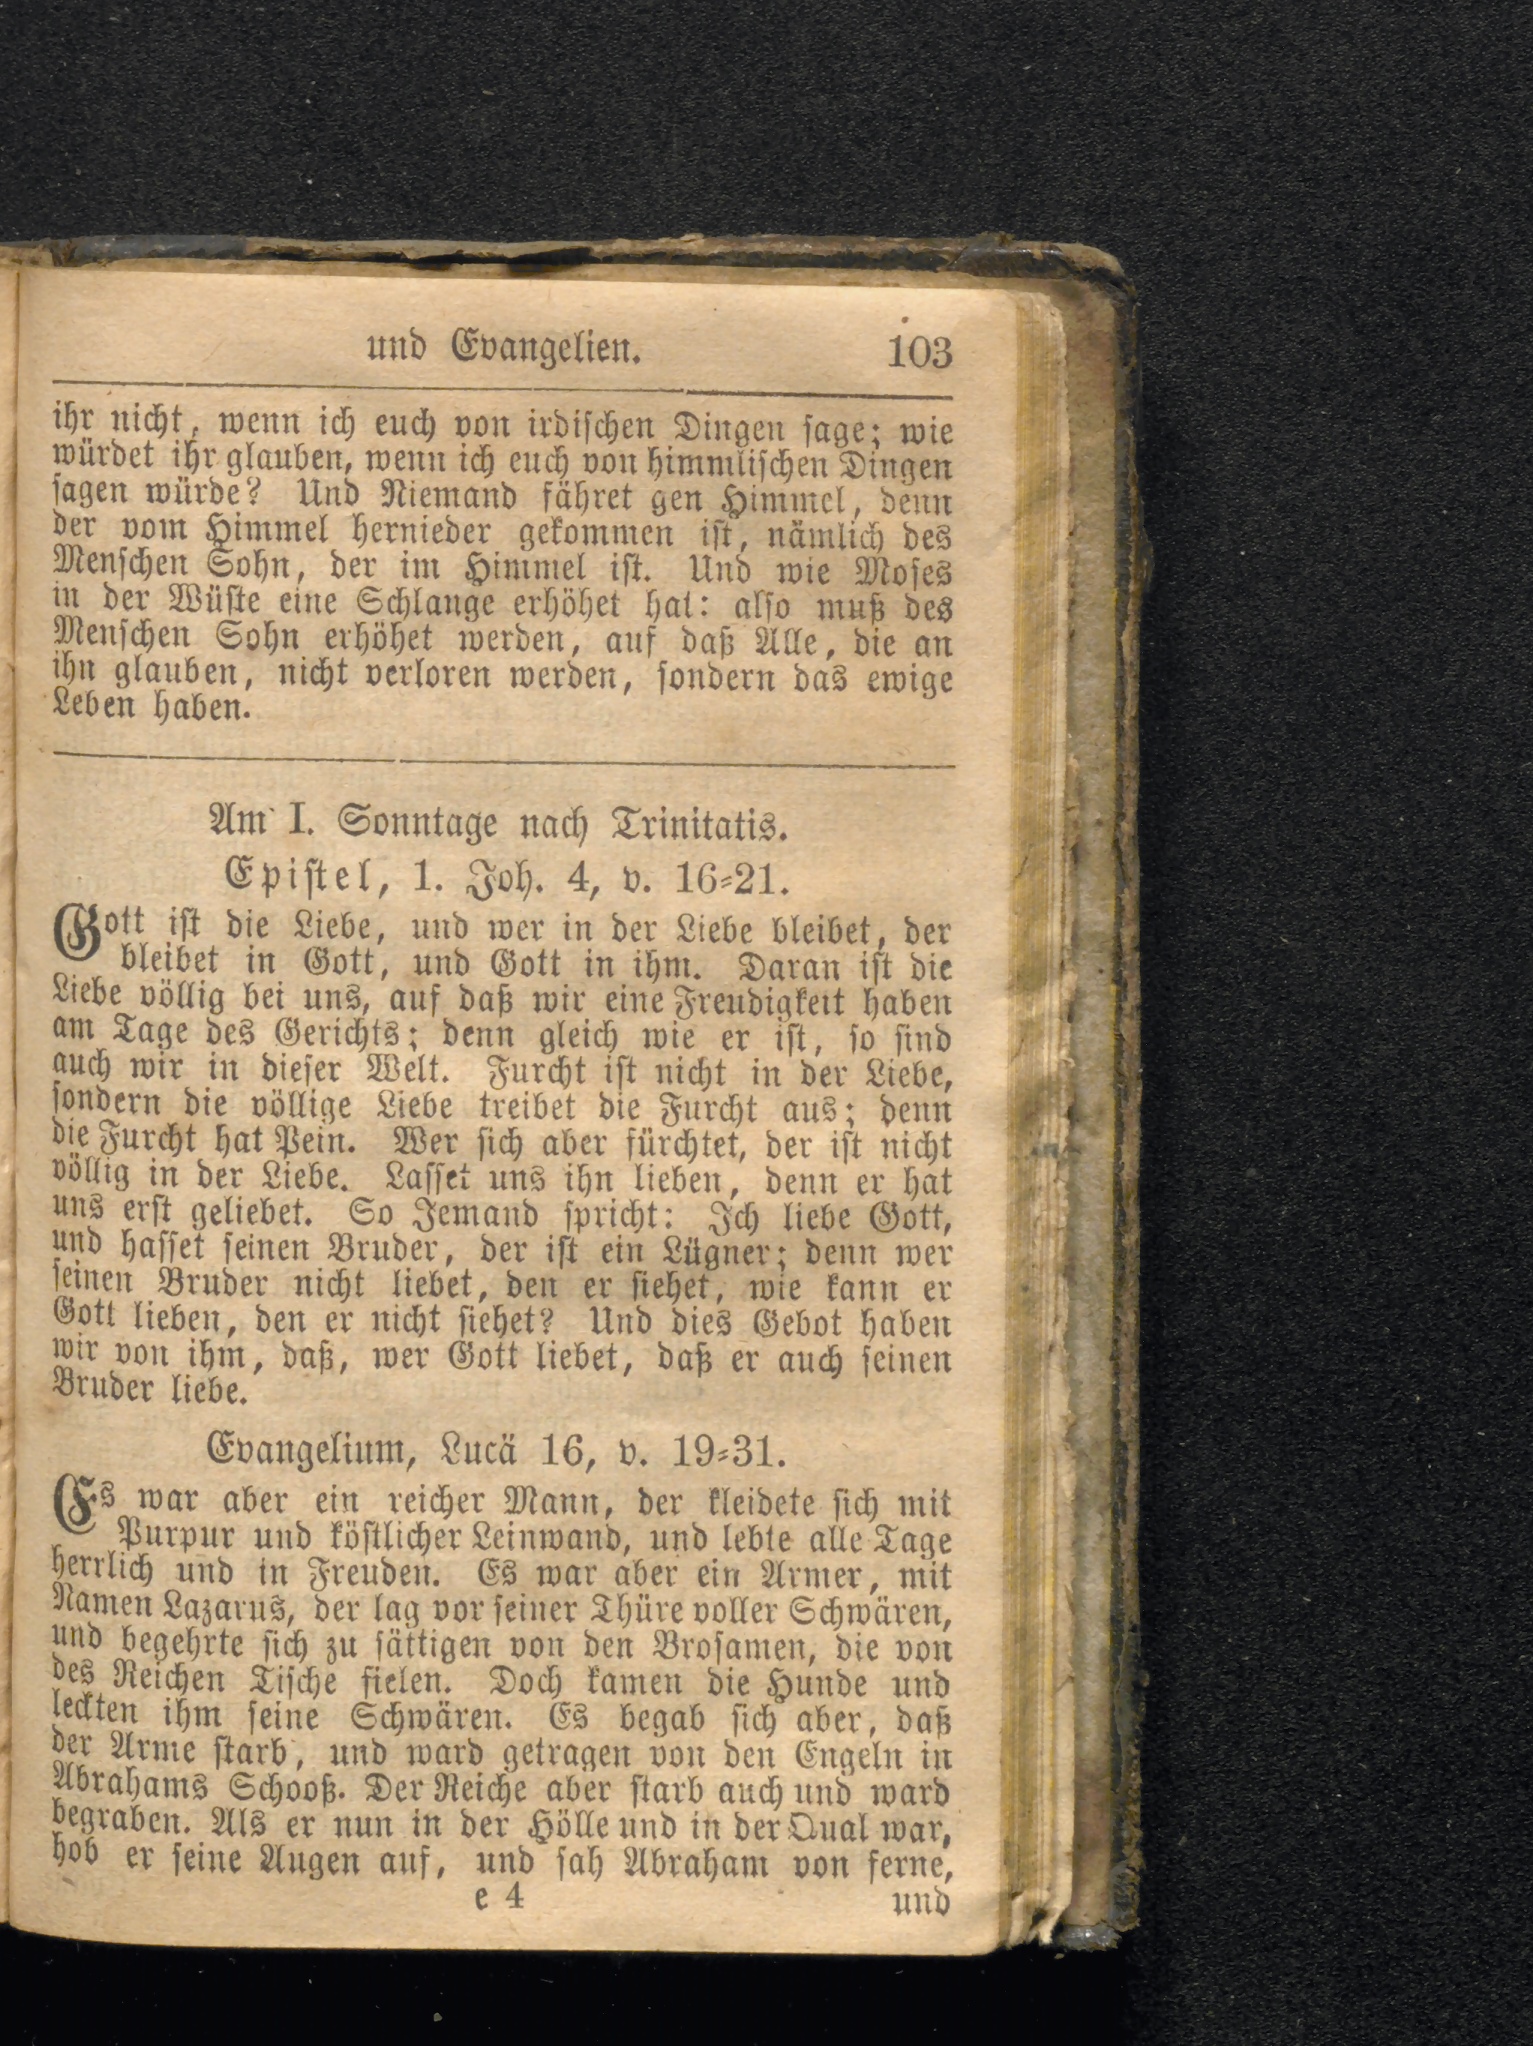 und Evangelien. 103
ihr nicht, wenn ich euch von irdischen Dingen sage; wie
würdet ihr glauben, wenn ich euch von himmlischen Dingen
sagen würde? Und Niemand fähret gen Himmel, denn
der vom Himmel hernieder gekommen ist, nämlich des
Menschen Sohn, der im Himmel ist. Und wie Moses
in der Wüste eine Schlange erhöhet hat: also muß des
Menschen Sohn erhöhet werden, auf daß Alle, die an
ihn glauben, nicht verloren werden, sondern das ewige
Leben haben.
Am I. Sonntage nach Trinitatis.
Epistel, 1. Joh. 4, v. 16-21.
Gott ist die Liebe, und wer in der Liebe bleibet, der
bleibet in Gott, und Gott in ihm. Daran ist die
Liebe völlig bei uns, auf daß wir eine Freudigkeit haben
am Tage des Gerichts; denn gleich wie er ist, so sind
auch wir in dieser Welt. Furcht ist nicht in der Liebe,
sondern die völlige Liebe treibet die Furcht aus; denn
die Furcht hat Pein. Wer sich aber fürchtet, der ist nicht
völlig in der Liebe. Lasset uns ihn lieben, denn er hat
uns erst geliebet. So Jemand spricht: Ich liebe Gott,
und hasset seinen Bruder, der ist ein Lügner; denn wer
seinen Bruder nicht liebet, den er siehet, wie kann er
Gott lieben, den er nicht siehet? Und dies Gebot haben
wir von ihm, daß, wer Gott liebet, daß er auch seinen
Bruder liebe.
Evangelium, Lucä 16, v. 19-31.
Es war aber ein reicher Mann, der kleidete sich mit
Purpur und köstlicher Leinwand, und lebte alle Tage
herrlich und in Freuden. Es war aber ein Armer, mit
Namen Lazarus, der lag vor seiner Thüre voller Schwären,
und begehrte sich zu sättigen von den Brosamen, die von
des Reichen Tische fielen. Doch kamen die Hunde und
leckten ihm seine Schwären. Es begab sich aber, daß
der Arme starb, und ward getragen von den Engeln in
Abrahams Schooß. Der Reiche aber starb auch und ward
begraben. Als er nun in der Hölle und in der Qual war,
hob er seine Augen auf, und sah Abraham von ferne,
e 4 und